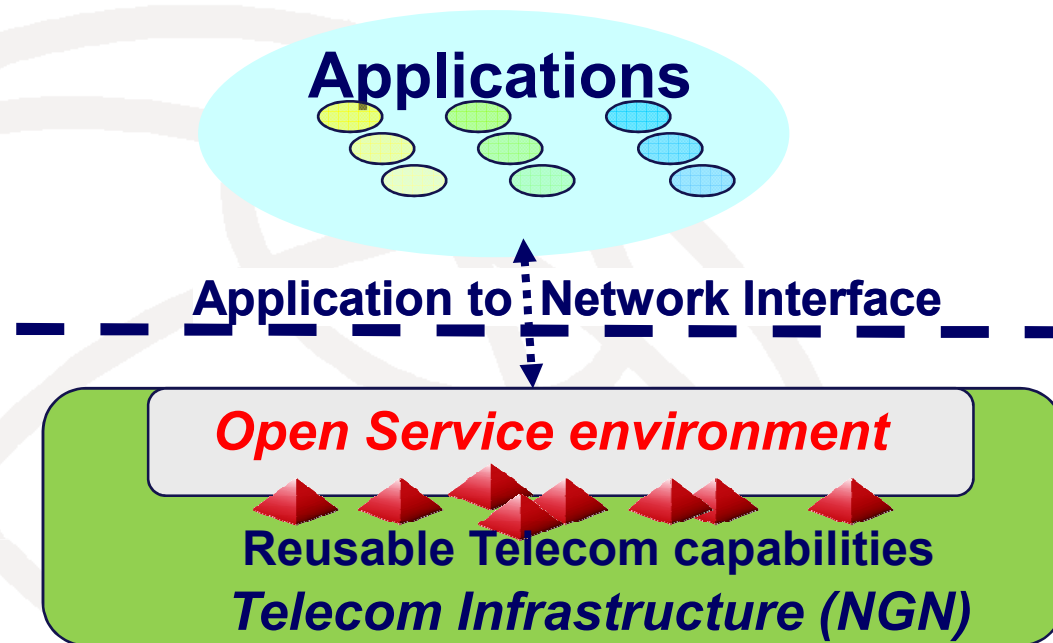 Applications
Application to Network Interface
Open Service environment
Reusable Telecom capabilities
Telecom Infrastructure (NGN)